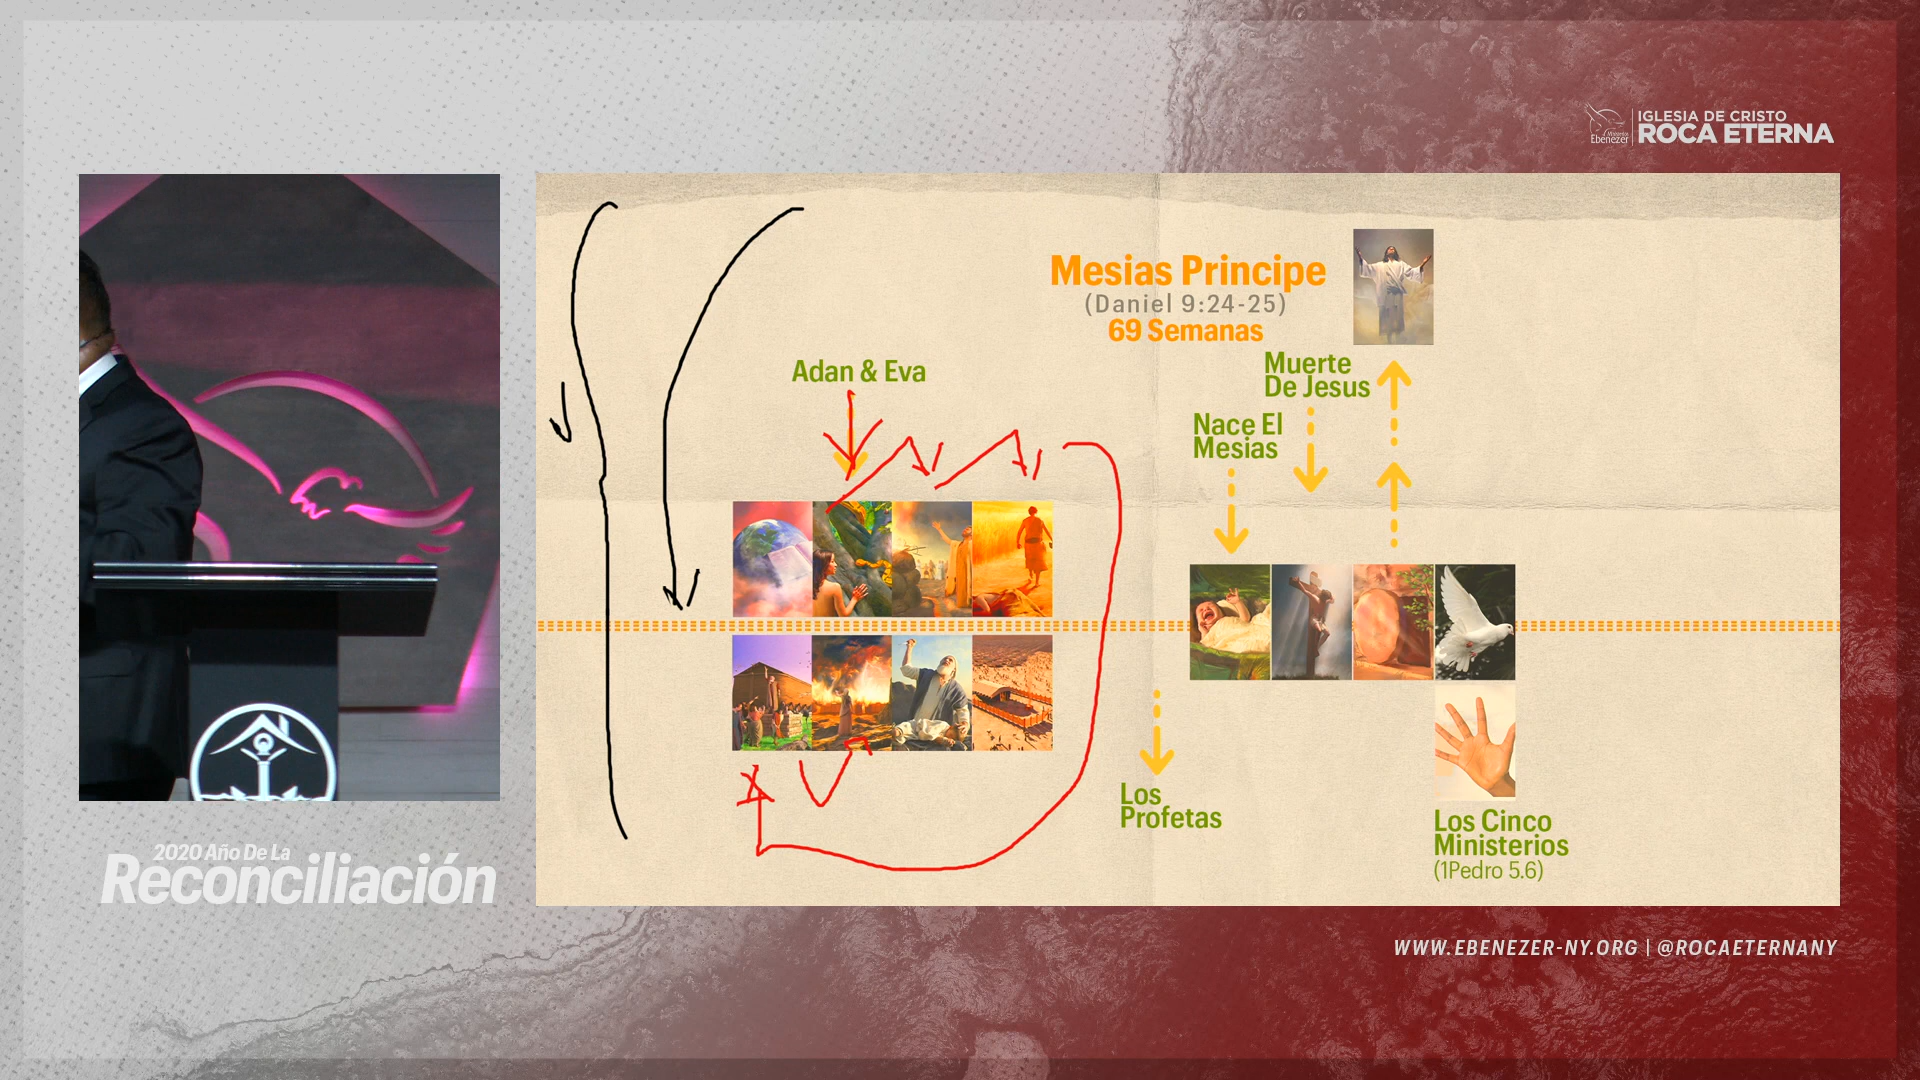 Ministerios
Ebenezer
IGLESIA DE CRISTO
ROCA ETERNA
Mesias Principe
(Daniel 9:24-25)
69 Semanas
Adan & Eva
Muerte
De Jesus
Nace El
Mesias
Los
Profetas
Los Cinco
Ministerios
(1Pedro 5.6)
2020 Año De La
Reconciliación
WWW.EBENEZER-NY.ORG | @ROCAETERNANY